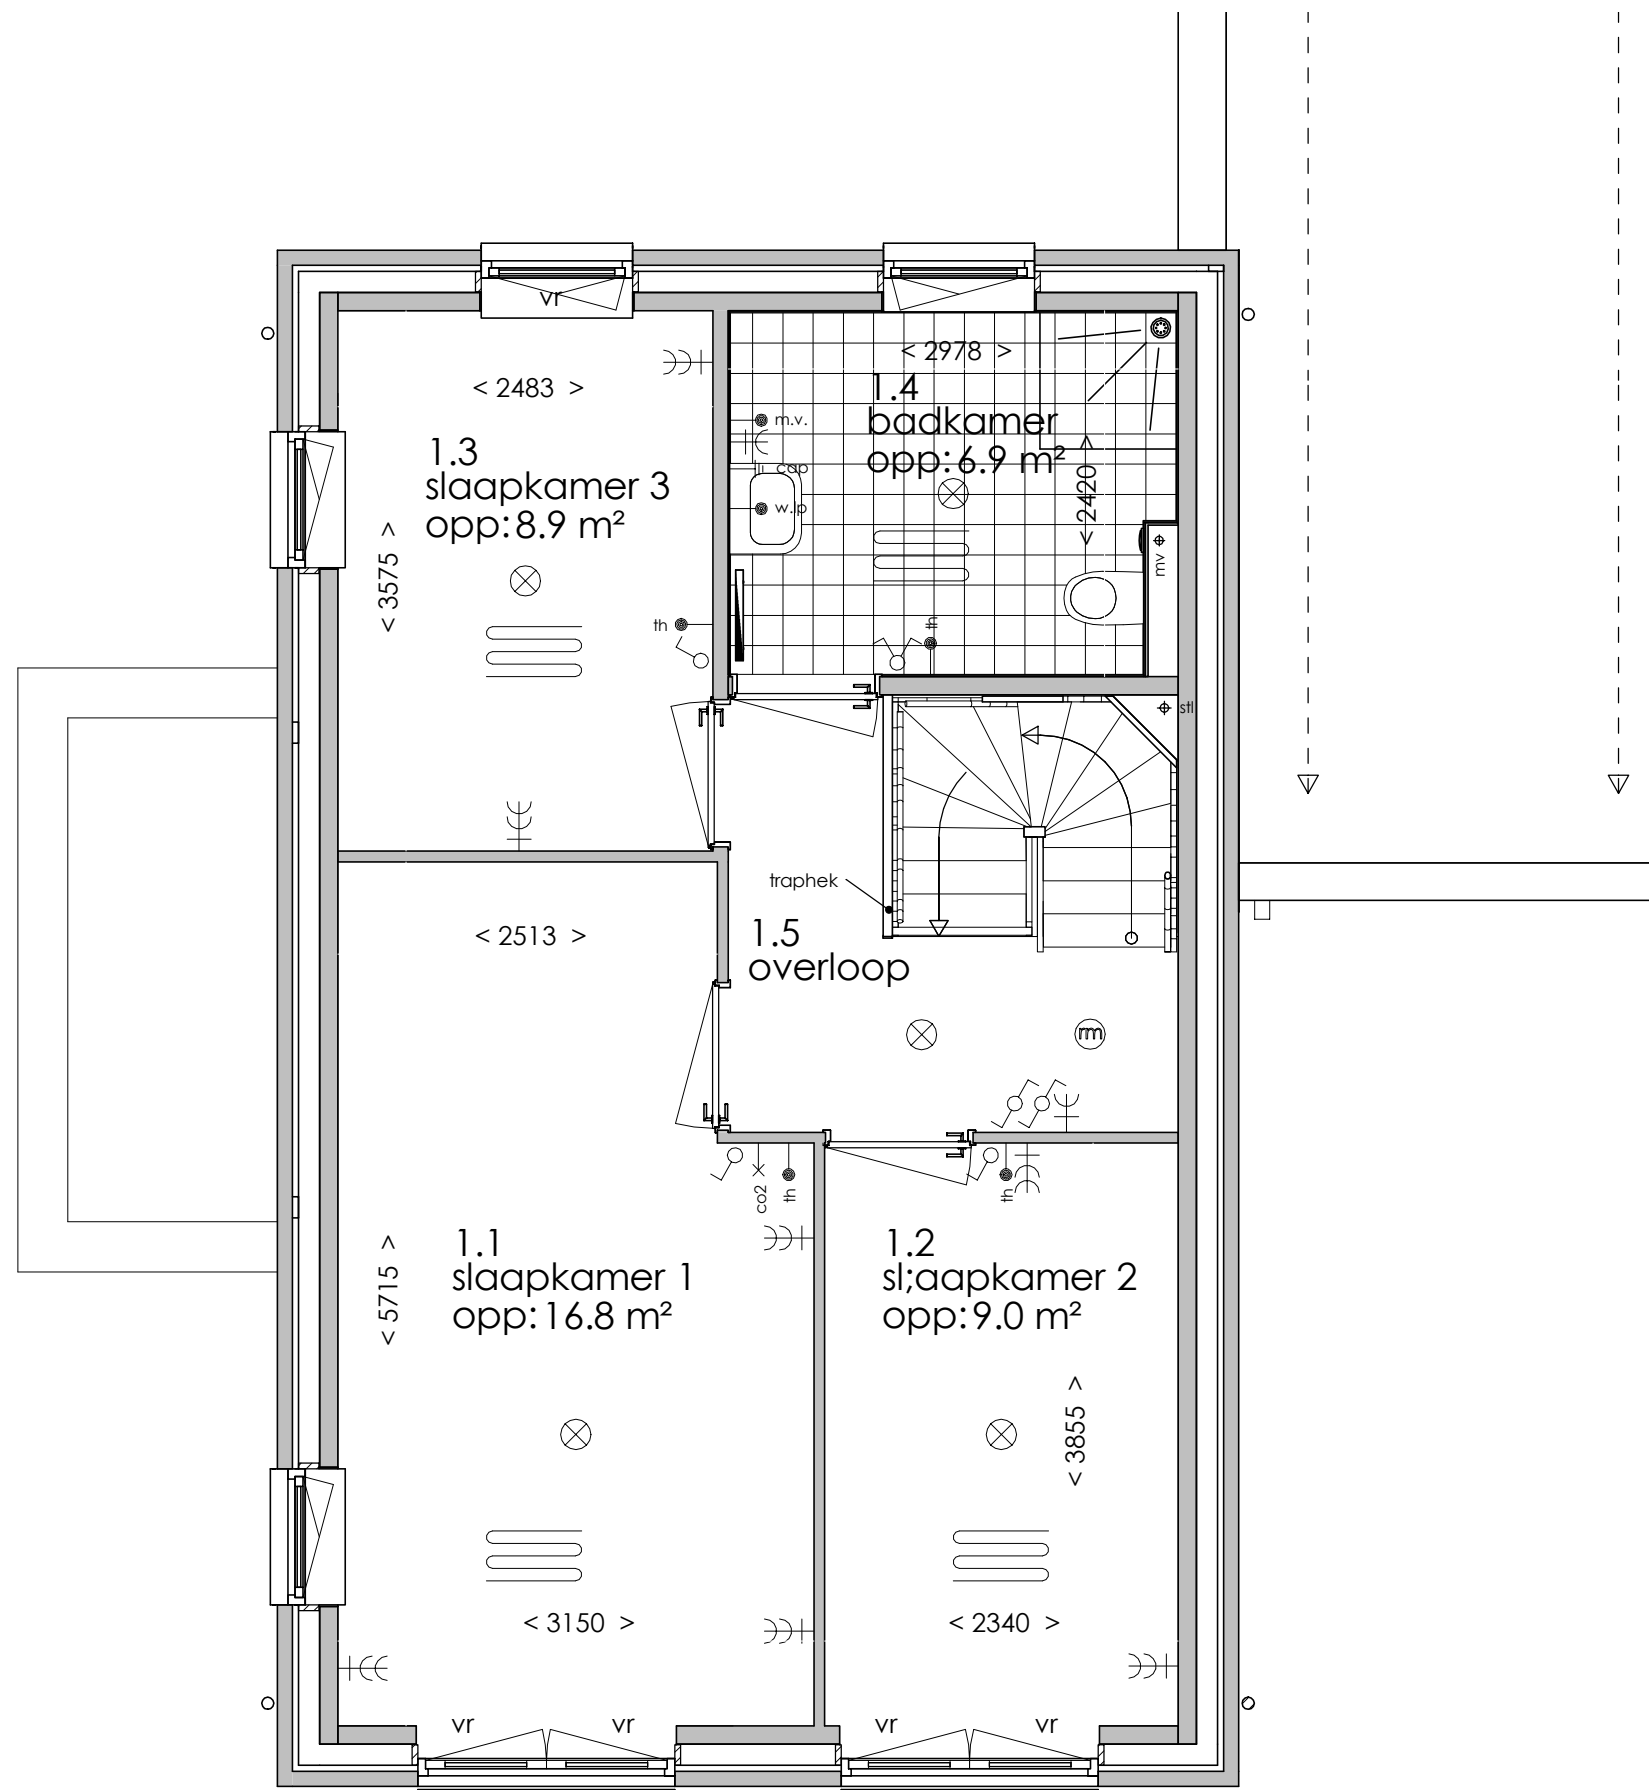 vr
< 2483 >
< 2978 >
1.4
badkamer
opp: 6.9 m²
m.v.
cap
w.lp
< 2420 >
mv
1.3
slaapkamer 3
opp: 8.9 m²
< 3575 >
th
th
stl
traphek
1.5
overloop
< 2513 >
rm
co2
th
th
1.1
slaapkamer 1
opp: 16.8 m²
< 5715 >
1.2
sl;aapkamer 2
opp: 9.0 m²
< 3855 >
< 3150 >
< 2340 >
vr
vr
vr
vr